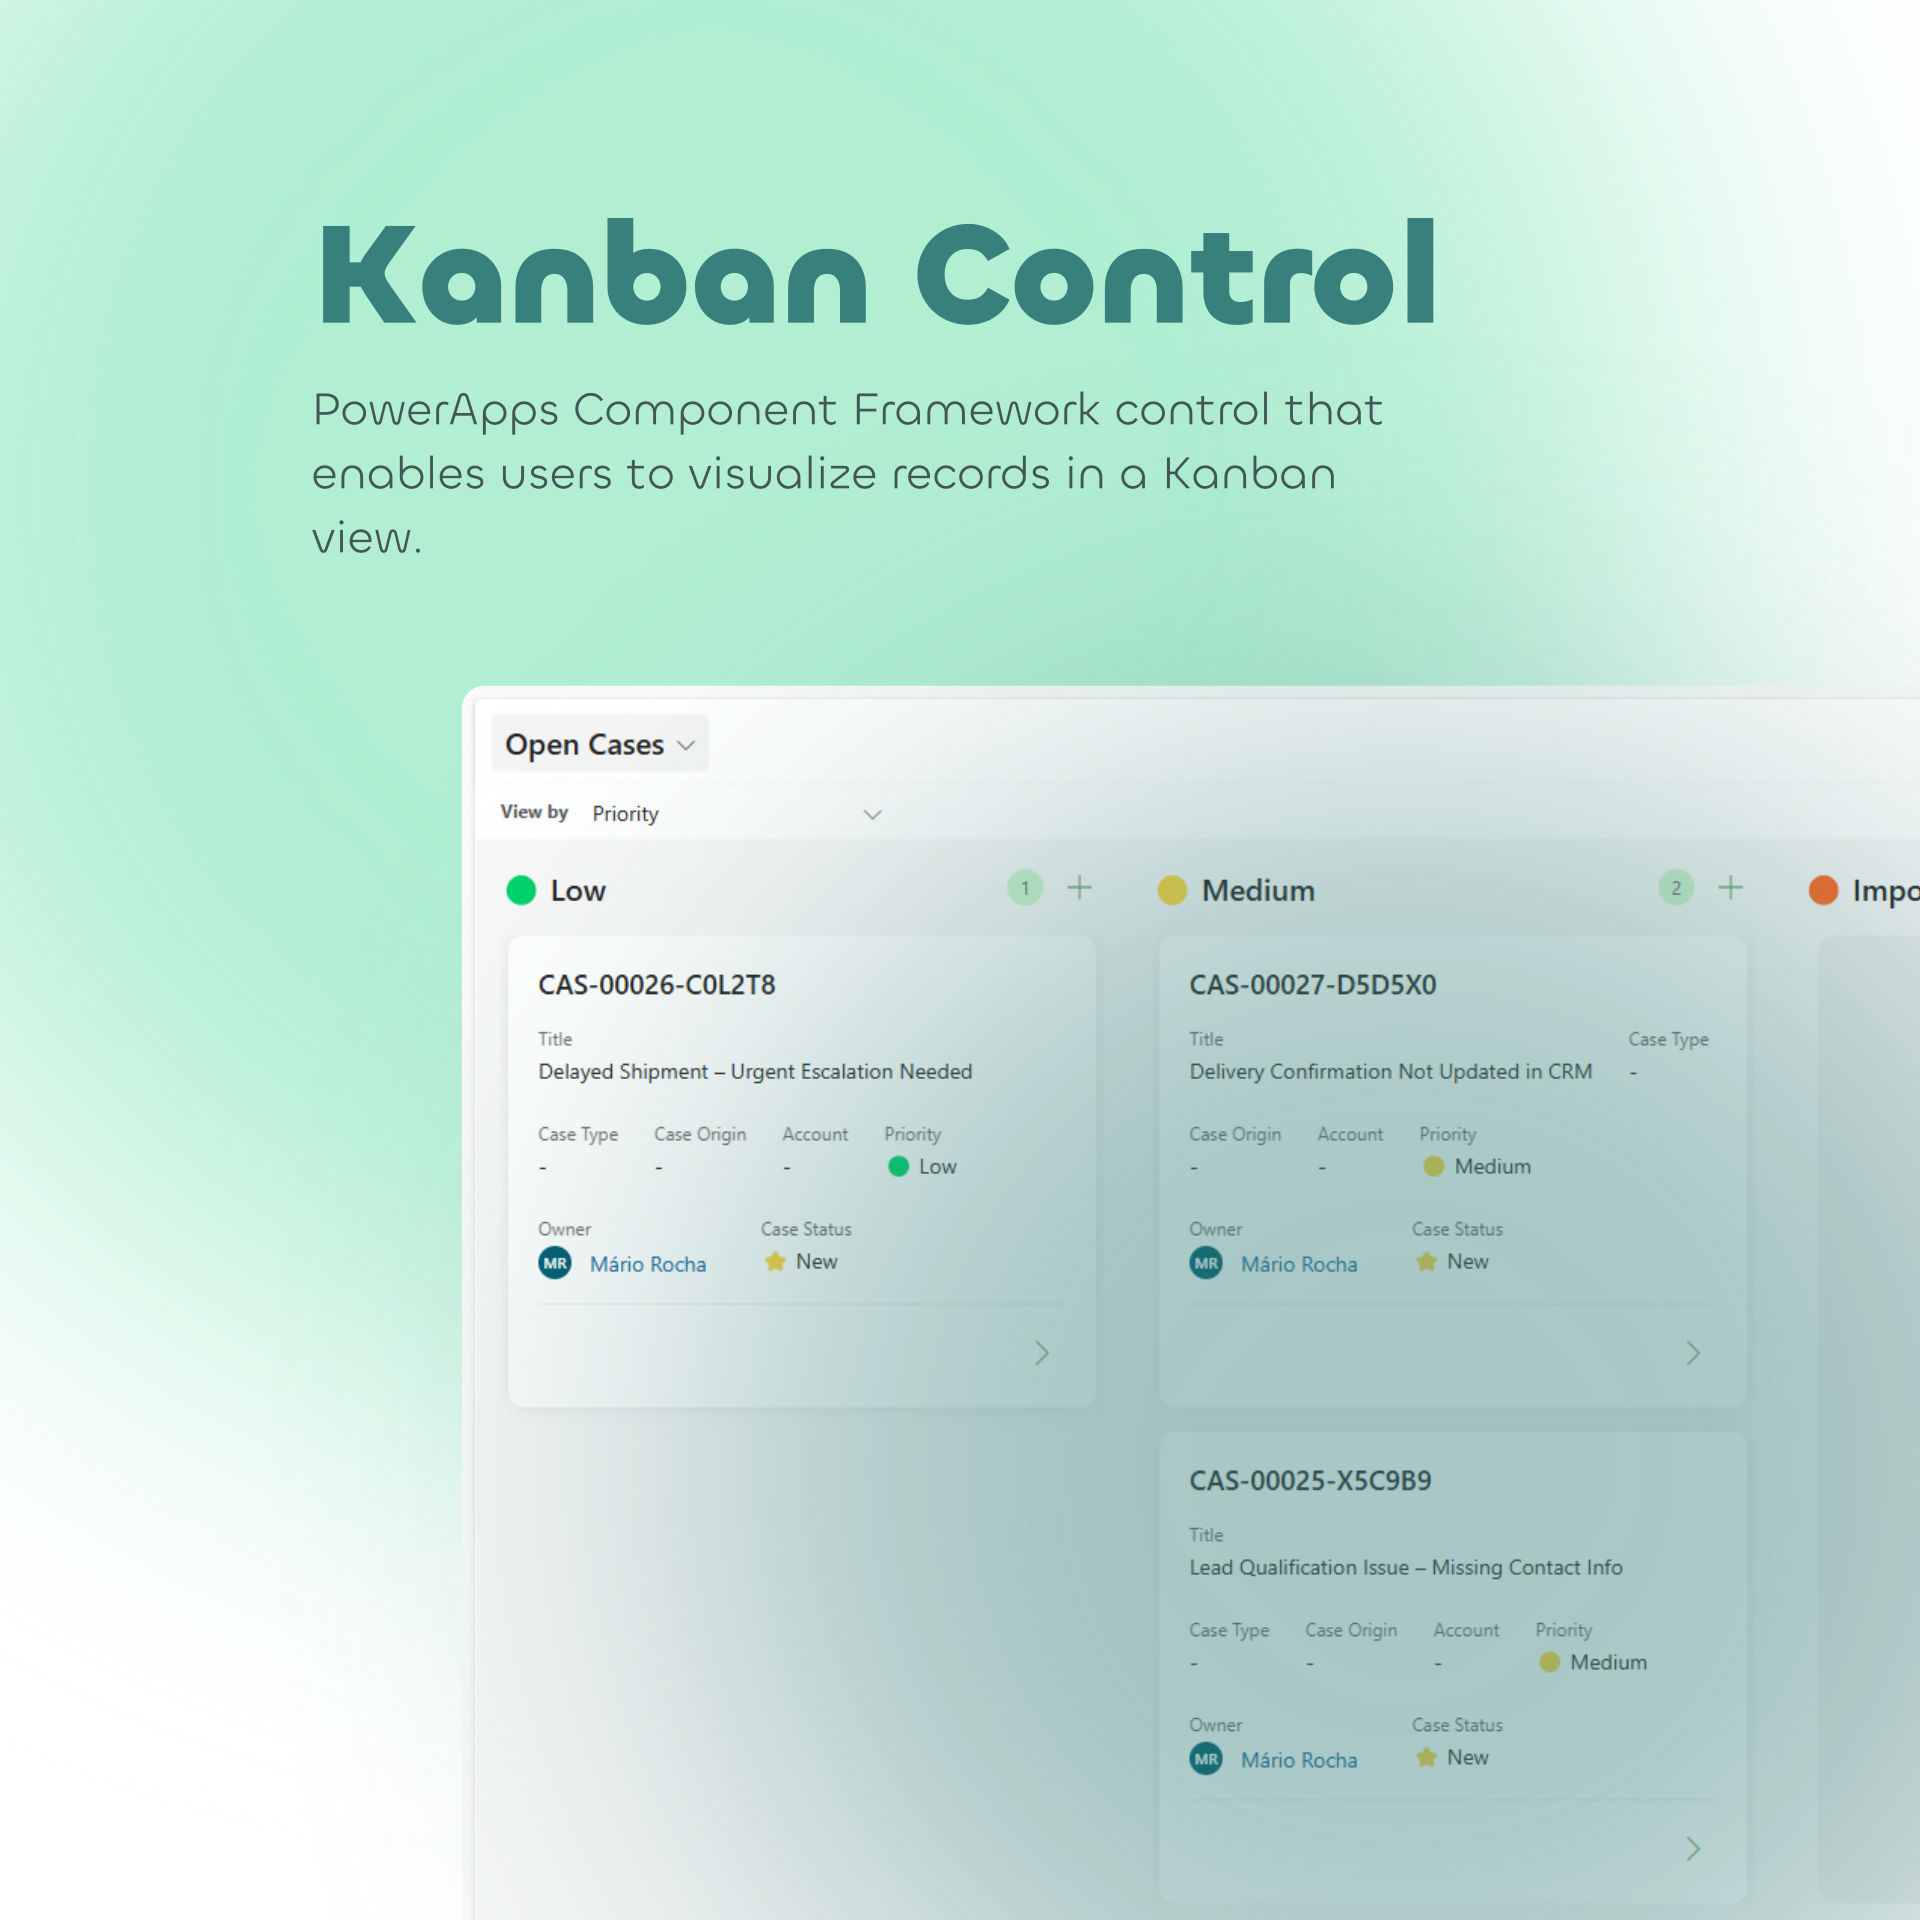 Kanban Control
PowerApps Component Framework control that
enables users to visualize records in a Kanban
view.
Open Cases
View by Priority
Low 1
CAS-00026-C0L2T8
Title
Delayed Shipment – Urgent Escalation Needed
Case Type Case Origin Account Priority
- - - Low
Owner Case Status
MR Mário Rocha New
Medium 2
CAS-00027-D5D5X0
Title Case Type
Delivery Confirmation Not Updated in CRM -
Case Origin Account Priority
- - Medium
Owner Case Status
MR Mário Rocha New
CAS-00025-X5C9B9
Title
Lead Qualification Issue – Missing Contact Info
Case Type Case Origin Account Priority
- - - Medium
Owner Case Status
MR Mário Rocha New
Impo